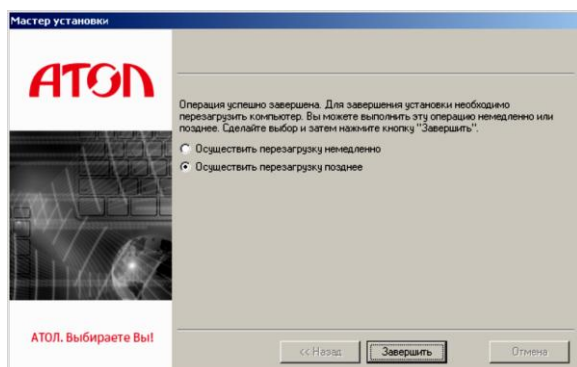 Мастер установки
АТОЛ
Операция успешно завершена. Для завершения установки необходимо
перезагрузить компьютер. Вы можете выполнить эту операцию немедленно или
позднее. Сделайте выбор и затем нажмите кнопку "Завершить".
Осуществить перезагрузку немедленно
Осуществить перезагрузку позднее
АТОЛ. Выбираете Вы!
<< Назад
Завершить
Отмена